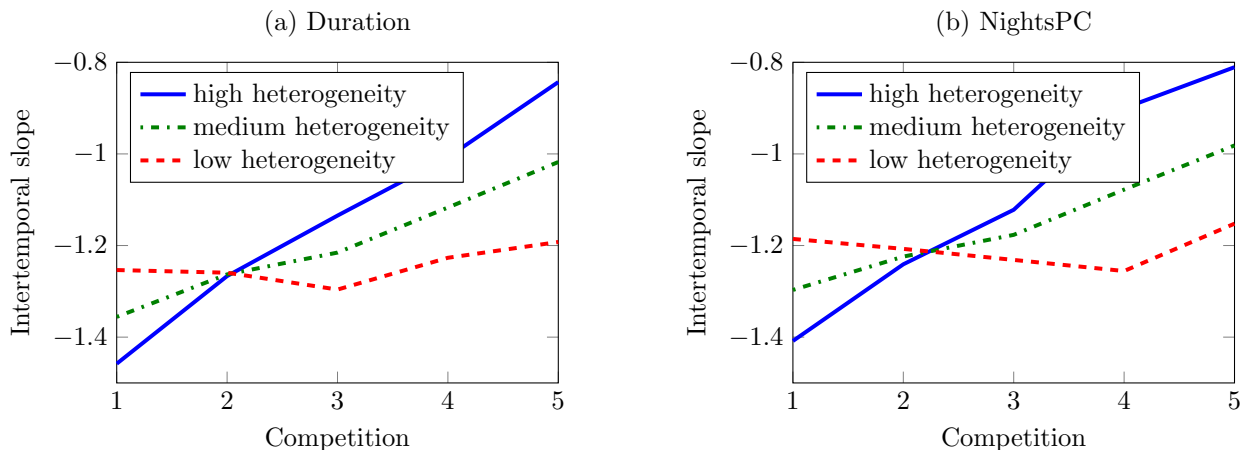 (a) Duration
−0.8
−1
−1.2
−1.4
Intertemporal slope
high heterogeneity
medium heterogeneity
low heterogeneity
1 2 3 4 5
Competition
(b) NightsPC
−0.8
−1
−1.2
−1.4
Intertemporal slope
high heterogeneity
medium heterogeneity
low heterogeneity
1 2 3 4 5
Competition